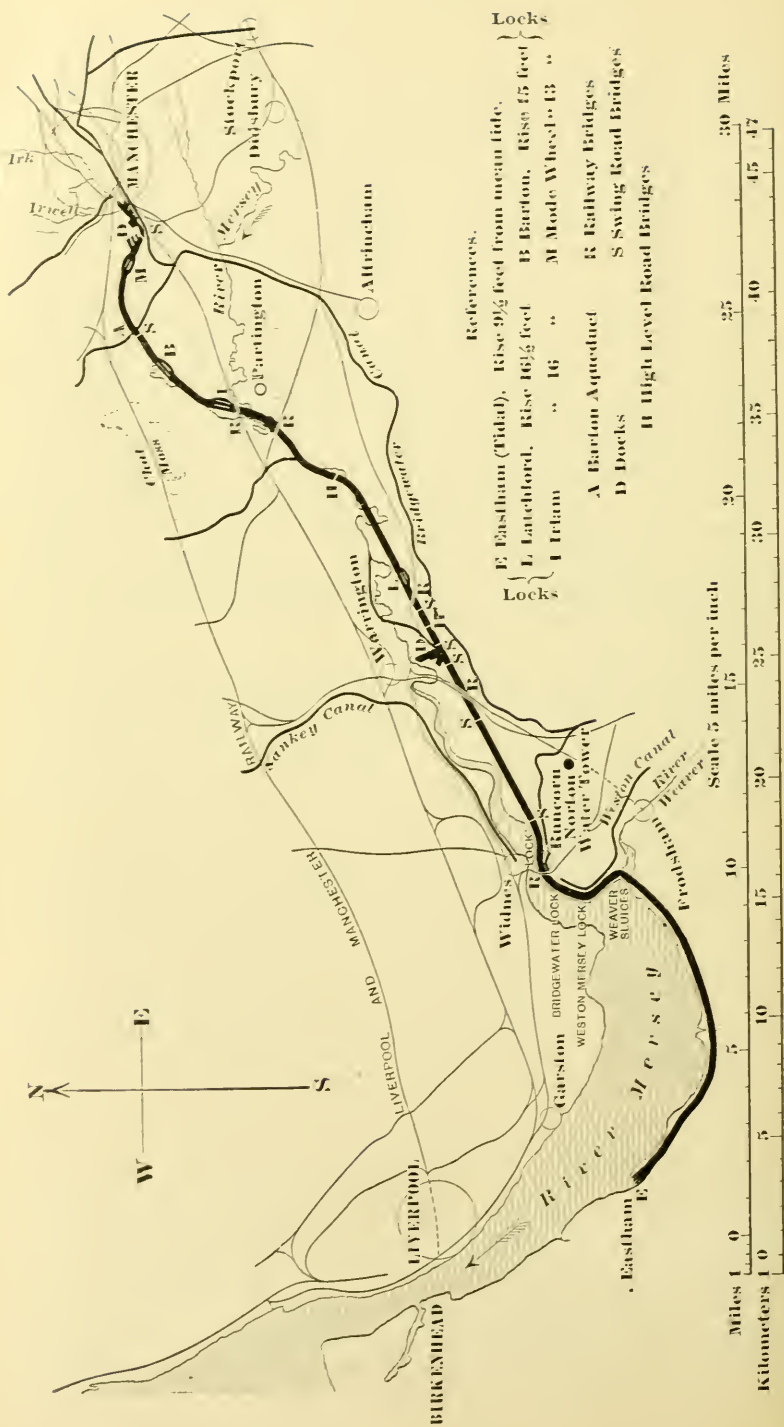 N
W E
S
Irk
Irwell
MANCHESTER
D
S
M
A
S
B
I
R
R
H
L
Stockport
Didsbury
River Mersey
Partington
Altrincham
Chat
Moss
Bridgewater Canal
Warrington
D
S
R
S
R
S
S
RAILWAY
LIVERPOOL AND MANCHESTER
Sankey Canal
Widnes
R
LOCK
Runcorn
Norton
Water Tower
BRIDGEWATER LOCK
WESTON MERSEY LOCK
WEAVER
SLUICES
Weston Canal
River
Weaver
Frodsham
Garston
River Mersey
LIVERPOOL
BIRKENHEAD
Eastham
E
References.
Locks
E Eastham (Tidal). Rise 9½ feet from mean tide.
L Latchford. Rise 16½ feet B Barton. Rise 15 feet
I Irlam " 16 " M Mode Wheel " 13 "
Locks
A Barton Aqueduct R Railway Bridges
D Docks S Swing Road Bridges
H High Level Road Bridges
Scale 5 miles per inch
Miles 1 0 5 10 15 20 25 30 Miles
Kilometers 1 0 5 10 15 20 25 30 35 40 45 47